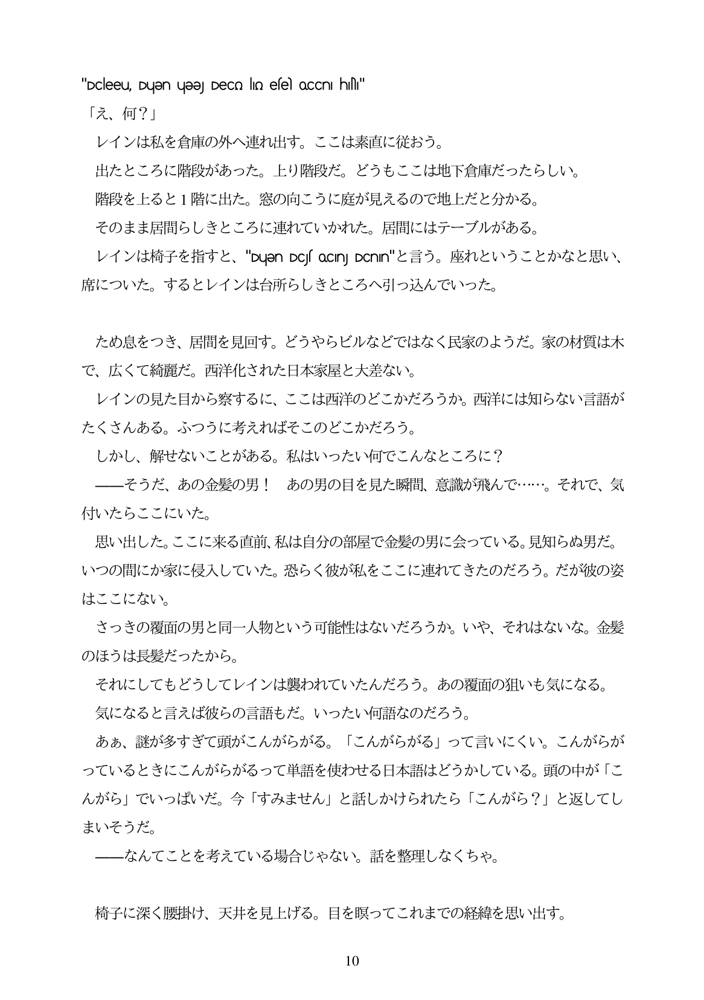 「え、何？」
レインは私を倉庫の外へ連れ出す。ここは素直に従おう。
出たところに階段があった。上り階段だ。どうもここは地下倉庫だったらしい。
階段を上ると1階に出た。窓の向こうに庭が見えるので地上だと分かる。
そのまま居間らしきところに連れていかれた。居間にはテーブルがある。
レインは椅子を指すと、と言う。座れということかなと思い、
席についた。するとレインは台所らしきところへ引っ込んでいった。
ため息をつき、居間を見回す。どうやらビルなどではなく民家のようだ。家の材質は木
で、広くて綺麗だ。西洋化された日本家屋と大差ない。
レインの見た目から察するに、ここは西洋のどこかだろうか。西洋には知らない言語が
たくさんある。ふつうに考えればそこのどこかだろう。
しかし、解せないことがある。私はいったい何でこんなところに？
――そうだ、あの金髪の男！　あの男の目を見た瞬間、意識が飛んで……。それで、気
付いたらここにいた。
思い出した。ここに来る直前、私は自分の部屋で金髪の男に会っている。見知らぬ男だ。
いつの間にか家に侵入していた。恐らく彼が私をここに連れてきたのだろう。だが彼の姿
はここにない。
さっきの覆面の男と同一人物という可能性はないだろうか。いや、それはないな。金髪
のほうは長髪だったから。
それにしてもどうしてレインは襲われていたんだろう。あの覆面の狙いも気になる。
気になると言えば彼らの言語もだ。いったい何語なのだろう。
あぁ、謎が多すぎて頭がこんがらがる。「こんがらがる」って言いにくい。こんがらが
っているときにこんがらがるって単語を使わせる日本語はどうかしている。頭の中が「こ
んがら」でいっぱいだ。今「すみません」と話しかけられたら「こんがら？」と返してし
まいそうだ。
――なんてことを考えている場合じゃない。話を整理しなくちゃ。
椅子に深く腰掛け、天井を見上げる。目を瞑ってこれまでの経緯を思い出す。
10